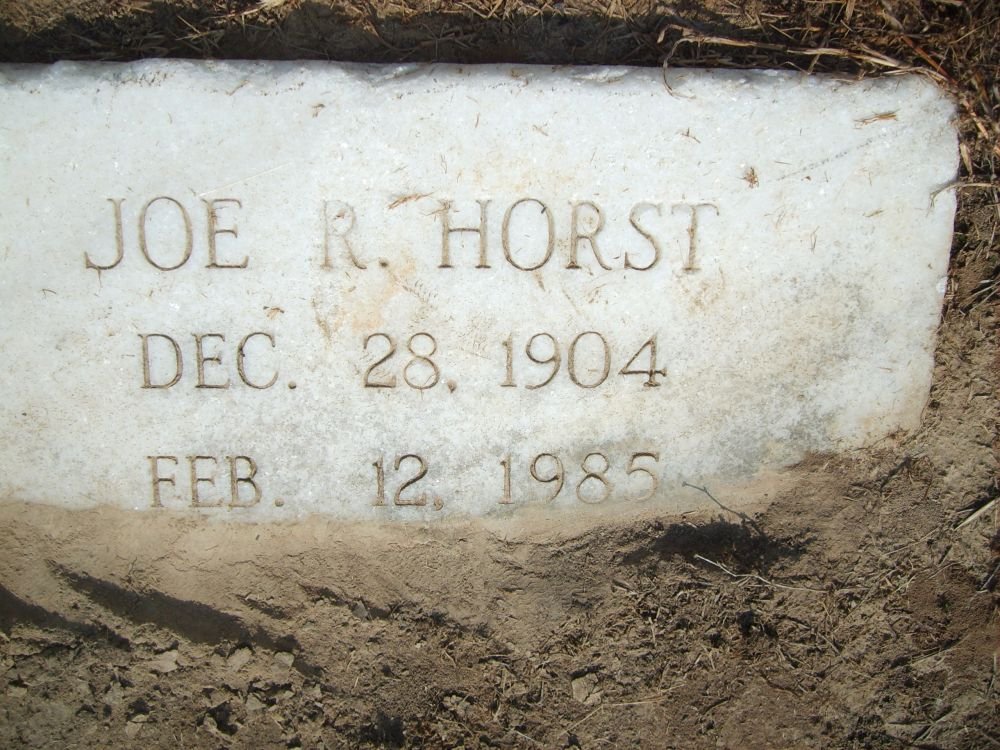 JOE R. HORST
DEC. 28, 1904
FEB. 12, 1985